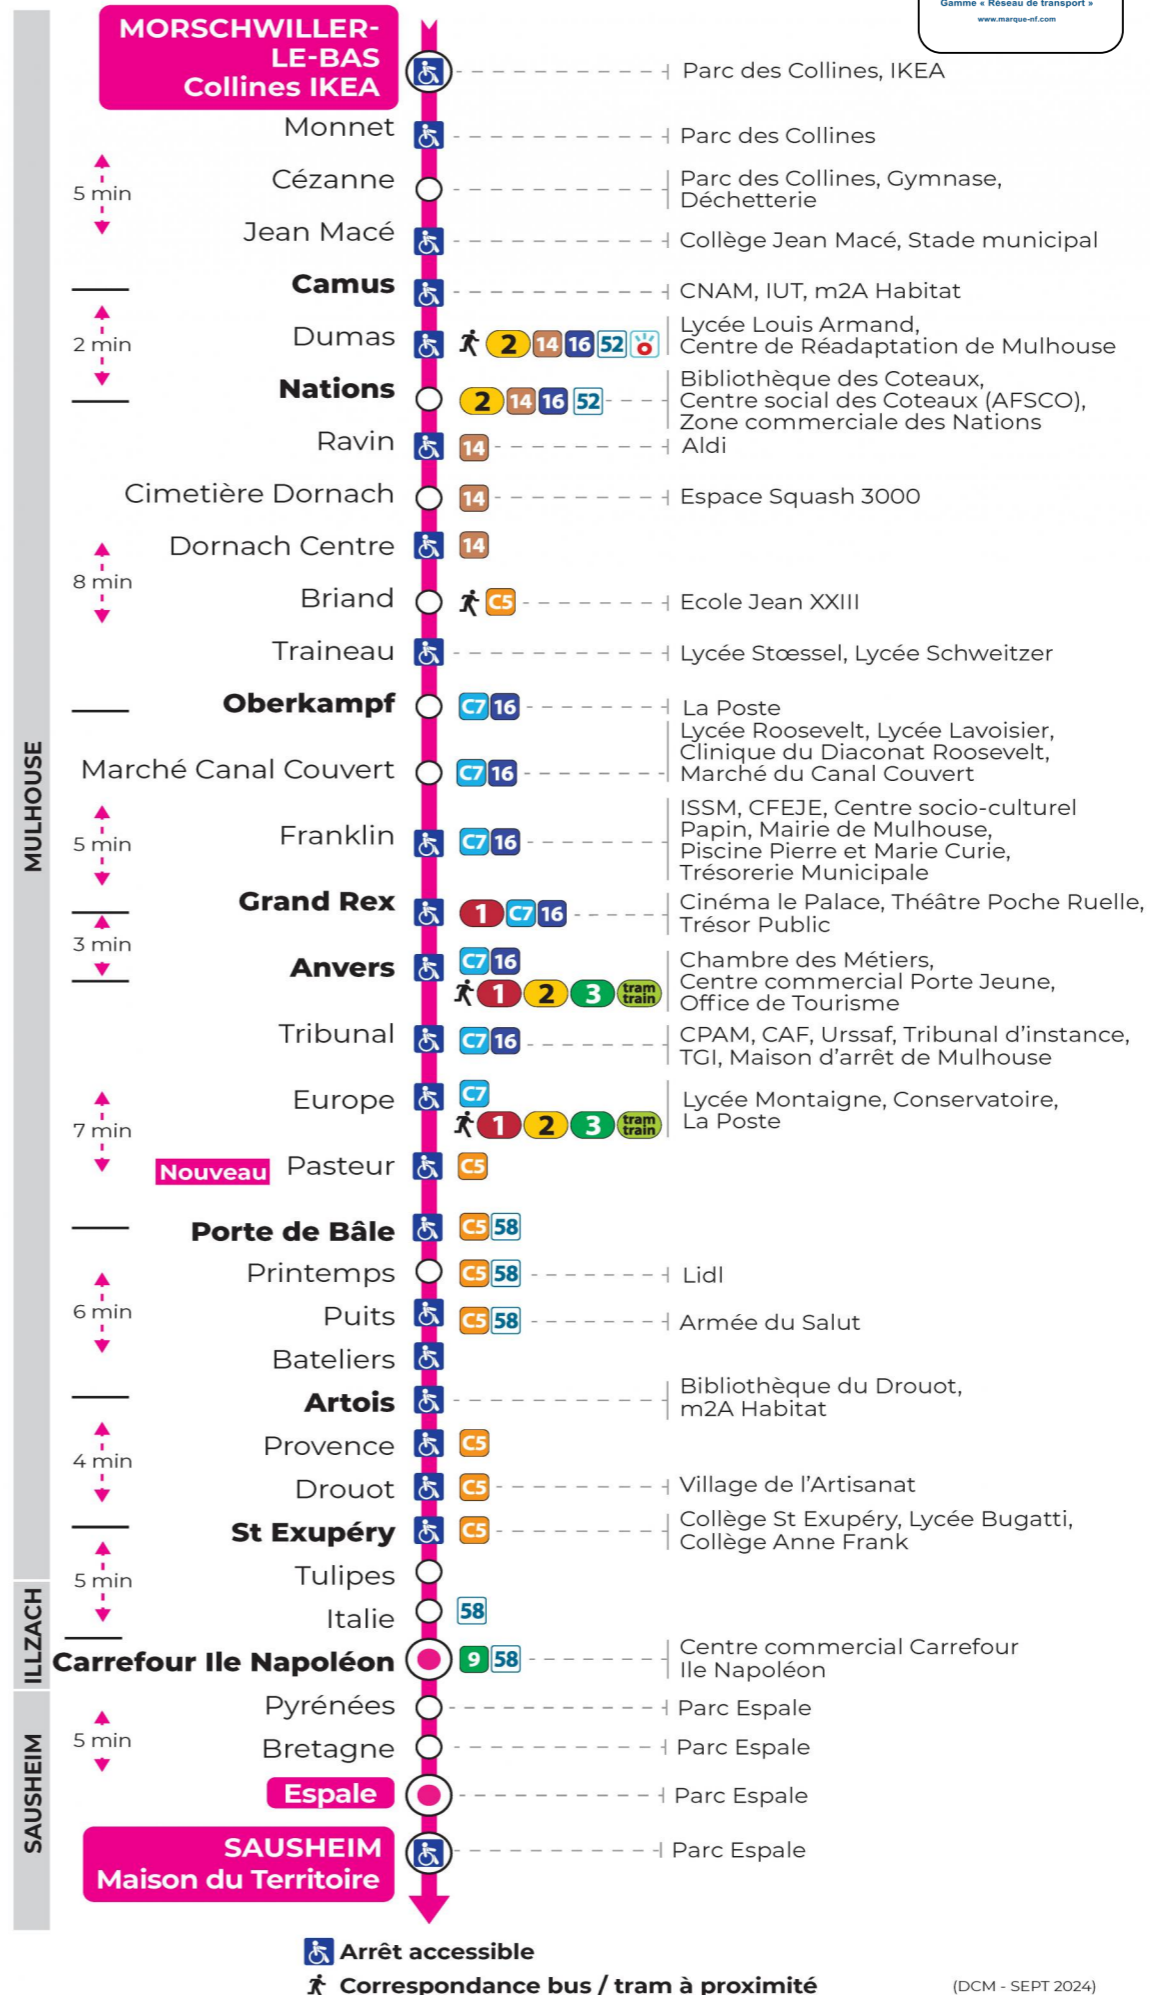 Gamme « Réseau de transport »
www.marque-nf.com
MORSCHWILLER-
LE-BAS
Collines IKEA
Parc des Collines, IKEA
Monnet
Parc des Collines
Cézanne
Parc des Collines, Gymnase,
Déchetterie
5 min
Jean Macé
Collège Jean Macé, Stade municipal
Camus
CNAM, IUT, m2A Habitat
2 min
Dumas
2 14 16 52
Lycée Louis Armand,
Centre de Réadaptation de Mulhouse
Nations
2 14 16 52
Bibliothèque des Coteaux,
Centre social des Coteaux (AFSCO),
Zone commerciale des Nations
Ravin
14
Aldi
Cimetière Dornach
14
Espace Squash 3000
Dornach Centre
14
8 min
Briand
C5
Ecole Jean XXIII
Traineau
Lycée Stœssel, Lycée Schweitzer
Oberkampf
C7 16
La Poste
Marché Canal Couvert
C7 16
Lycée Roosevelt, Lycée Lavoisier,
Clinique du Diaconat Roosevelt,
Marché du Canal Couvert
MULHOUSE
5 min
Franklin
C7 16
ISSM, CFEJE, Centre socio-culturel
Papin, Mairie de Mulhouse,
Piscine Pierre et Marie Curie,
Trésorerie Municipale
Grand Rex
1 C7 16
Cinéma le Palace, Théâtre Poche Ruelle,
Trésor Public
3 min
Anvers
C7 16
1 2 3 tram
train
Chambre des Métiers,
Centre commercial Porte Jeune,
Office de Tourisme
Tribunal
C7 16
CPAM, CAF, Urssaf, Tribunal d’instance,
TGI, Maison d’arrêt de Mulhouse
Europe
C7
1 2 3 tram
train
Lycée Montaigne, Conservatoire,
La Poste
7 min
Nouveau
Pasteur
C5
Porte de Bâle
C5 58
Printemps
C5 58
Lidl
6 min
Puits
C5 58
Armée du Salut
Bateliers
Artois
Bibliothèque du Drouot,
m2A Habitat
Provence
C5
4 min
Drouot
C5
Village de l’Artisanat
St Exupéry
C5
Collège St Exupéry, Lycée Bugatti,
Collège Anne Frank
5 min
Tulipes
Italie
58
ILLZACH
Carrefour Ile Napoléon
9 58
Centre commercial Carrefour
Ile Napoléon
Pyrénées
Parc Espale
5 min
Bretagne
Parc Espale
Espale
Parc Espale
SAUSHEIM
SAUSHEIM
Maison du Territoire
Parc Espale
Arrêt accessible
Correspondance bus / tram à proximité
(DCM - SEPT 2024)